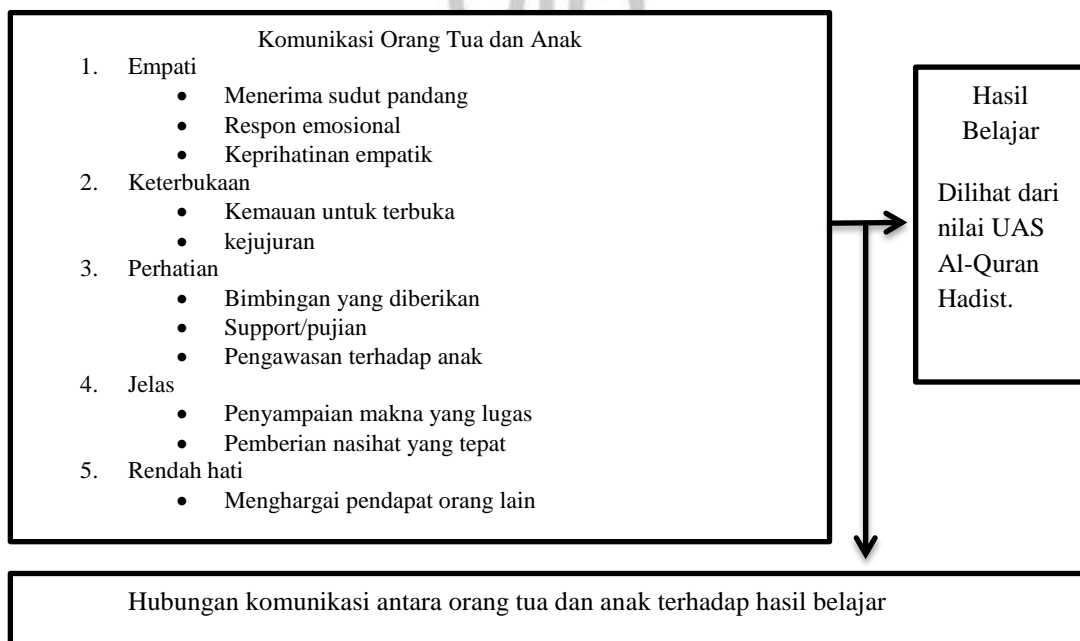 Komunikasi Orang Tua dan Anak
1. Empati
• Menerima sudut pandang
• Respon emosional
• Keprihatinan empatik
2. Keterbukaan
• Kemauan untuk terbuka
• kejujuran
3. Perhatian
• Bimbingan yang diberikan
• Support/pujian
• Pengawasan terhadap anak
4. Jelas
• Penyampaian makna yang lugas
• Pemberian nasihat yang tepat
5. Rendah hati
• Menghargai pendapat orang lain
Hasil
Belajar
Dilihat dari
nilai UAS
Al-Quran
Hadist.
Hubungan komunikasi antara orang tua dan anak terhadap hasil belajar